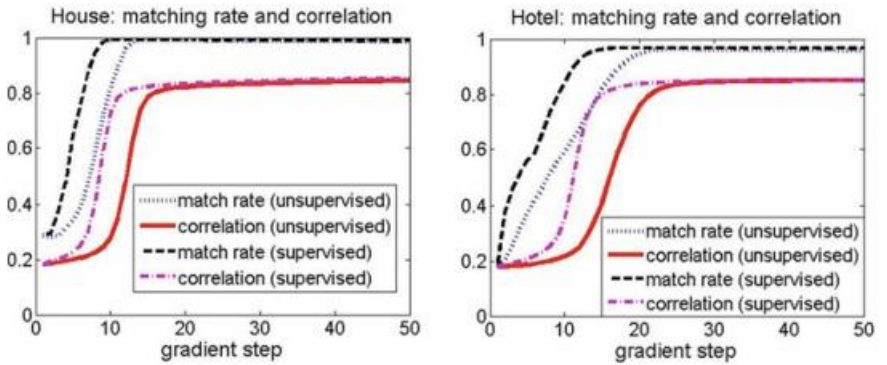 House: matching rate and correlation
1
0.8
0.6
0.4
0.2
0
match rate (unsupervised)
correlation (unsupervised)
match rate (supervised)
correlation (supervised)
0 10 20 30 40 50
gradient step
Hotel: matching rate and correlation
1
0.8
0.6
0.4
0.2
0
match rate (unsupervised)
correlation (unsupervised)
match rate (supervised)
correlation (supervised)
0 10 20 30 40 50
gradient step